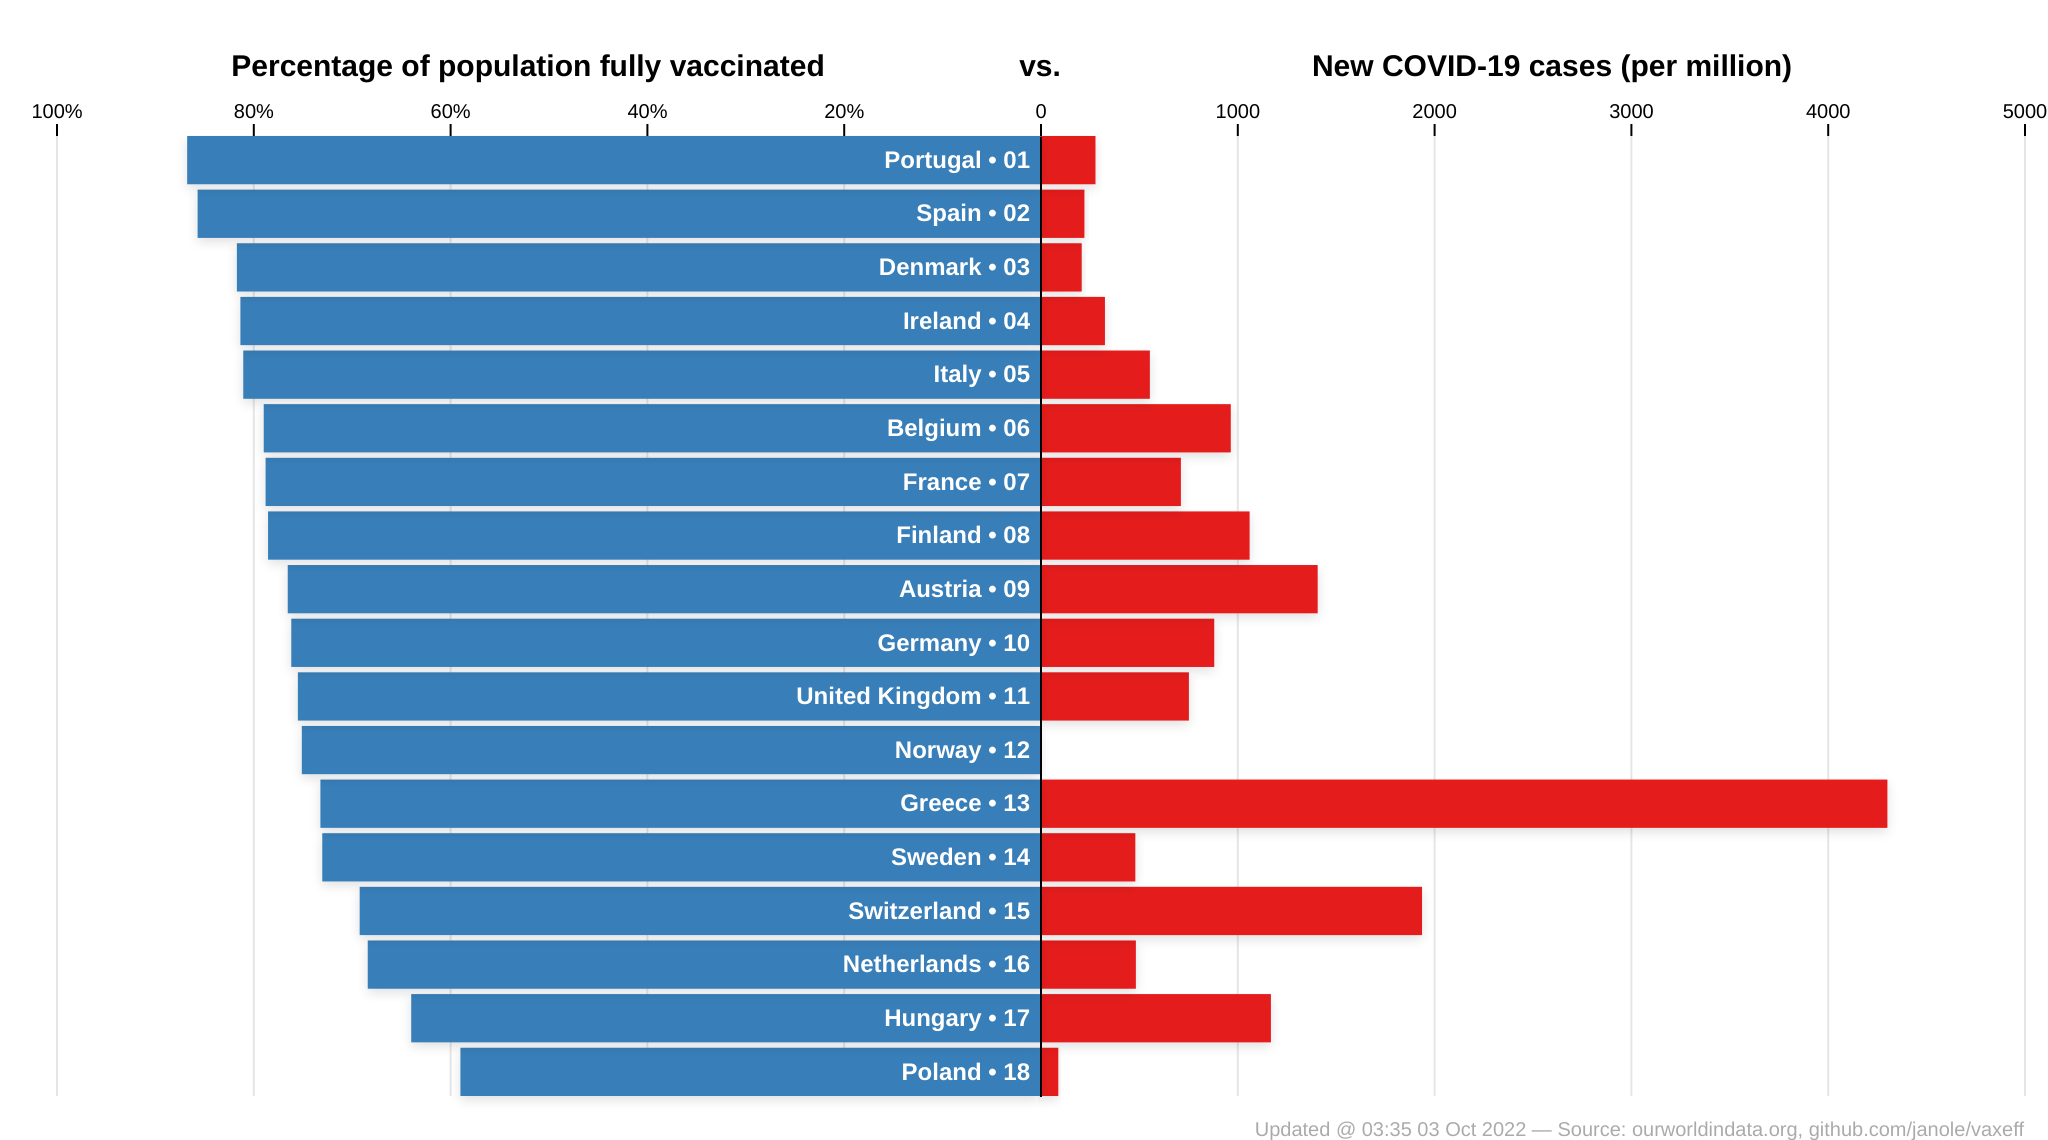 Percentage of population fully vaccinated vs. New COVID-19 cases (per million)
100% 80% 60% 40% 20% 0 1000 2000 3000 4000 5000
Portugal • 01
Spain • 02
Denmark • 03
Ireland • 04
Italy • 05
Belgium • 06
France • 07
Finland • 08
Austria • 09
Germany • 10
United Kingdom • 11
Norway • 12
Greece • 13
Sweden • 14
Switzerland • 15
Netherlands • 16
Hungary • 17
Poland • 18
Updated @ 03:35 03 Oct 2022 — Source: ourworldindata.org, github.com/janole/vaxeff